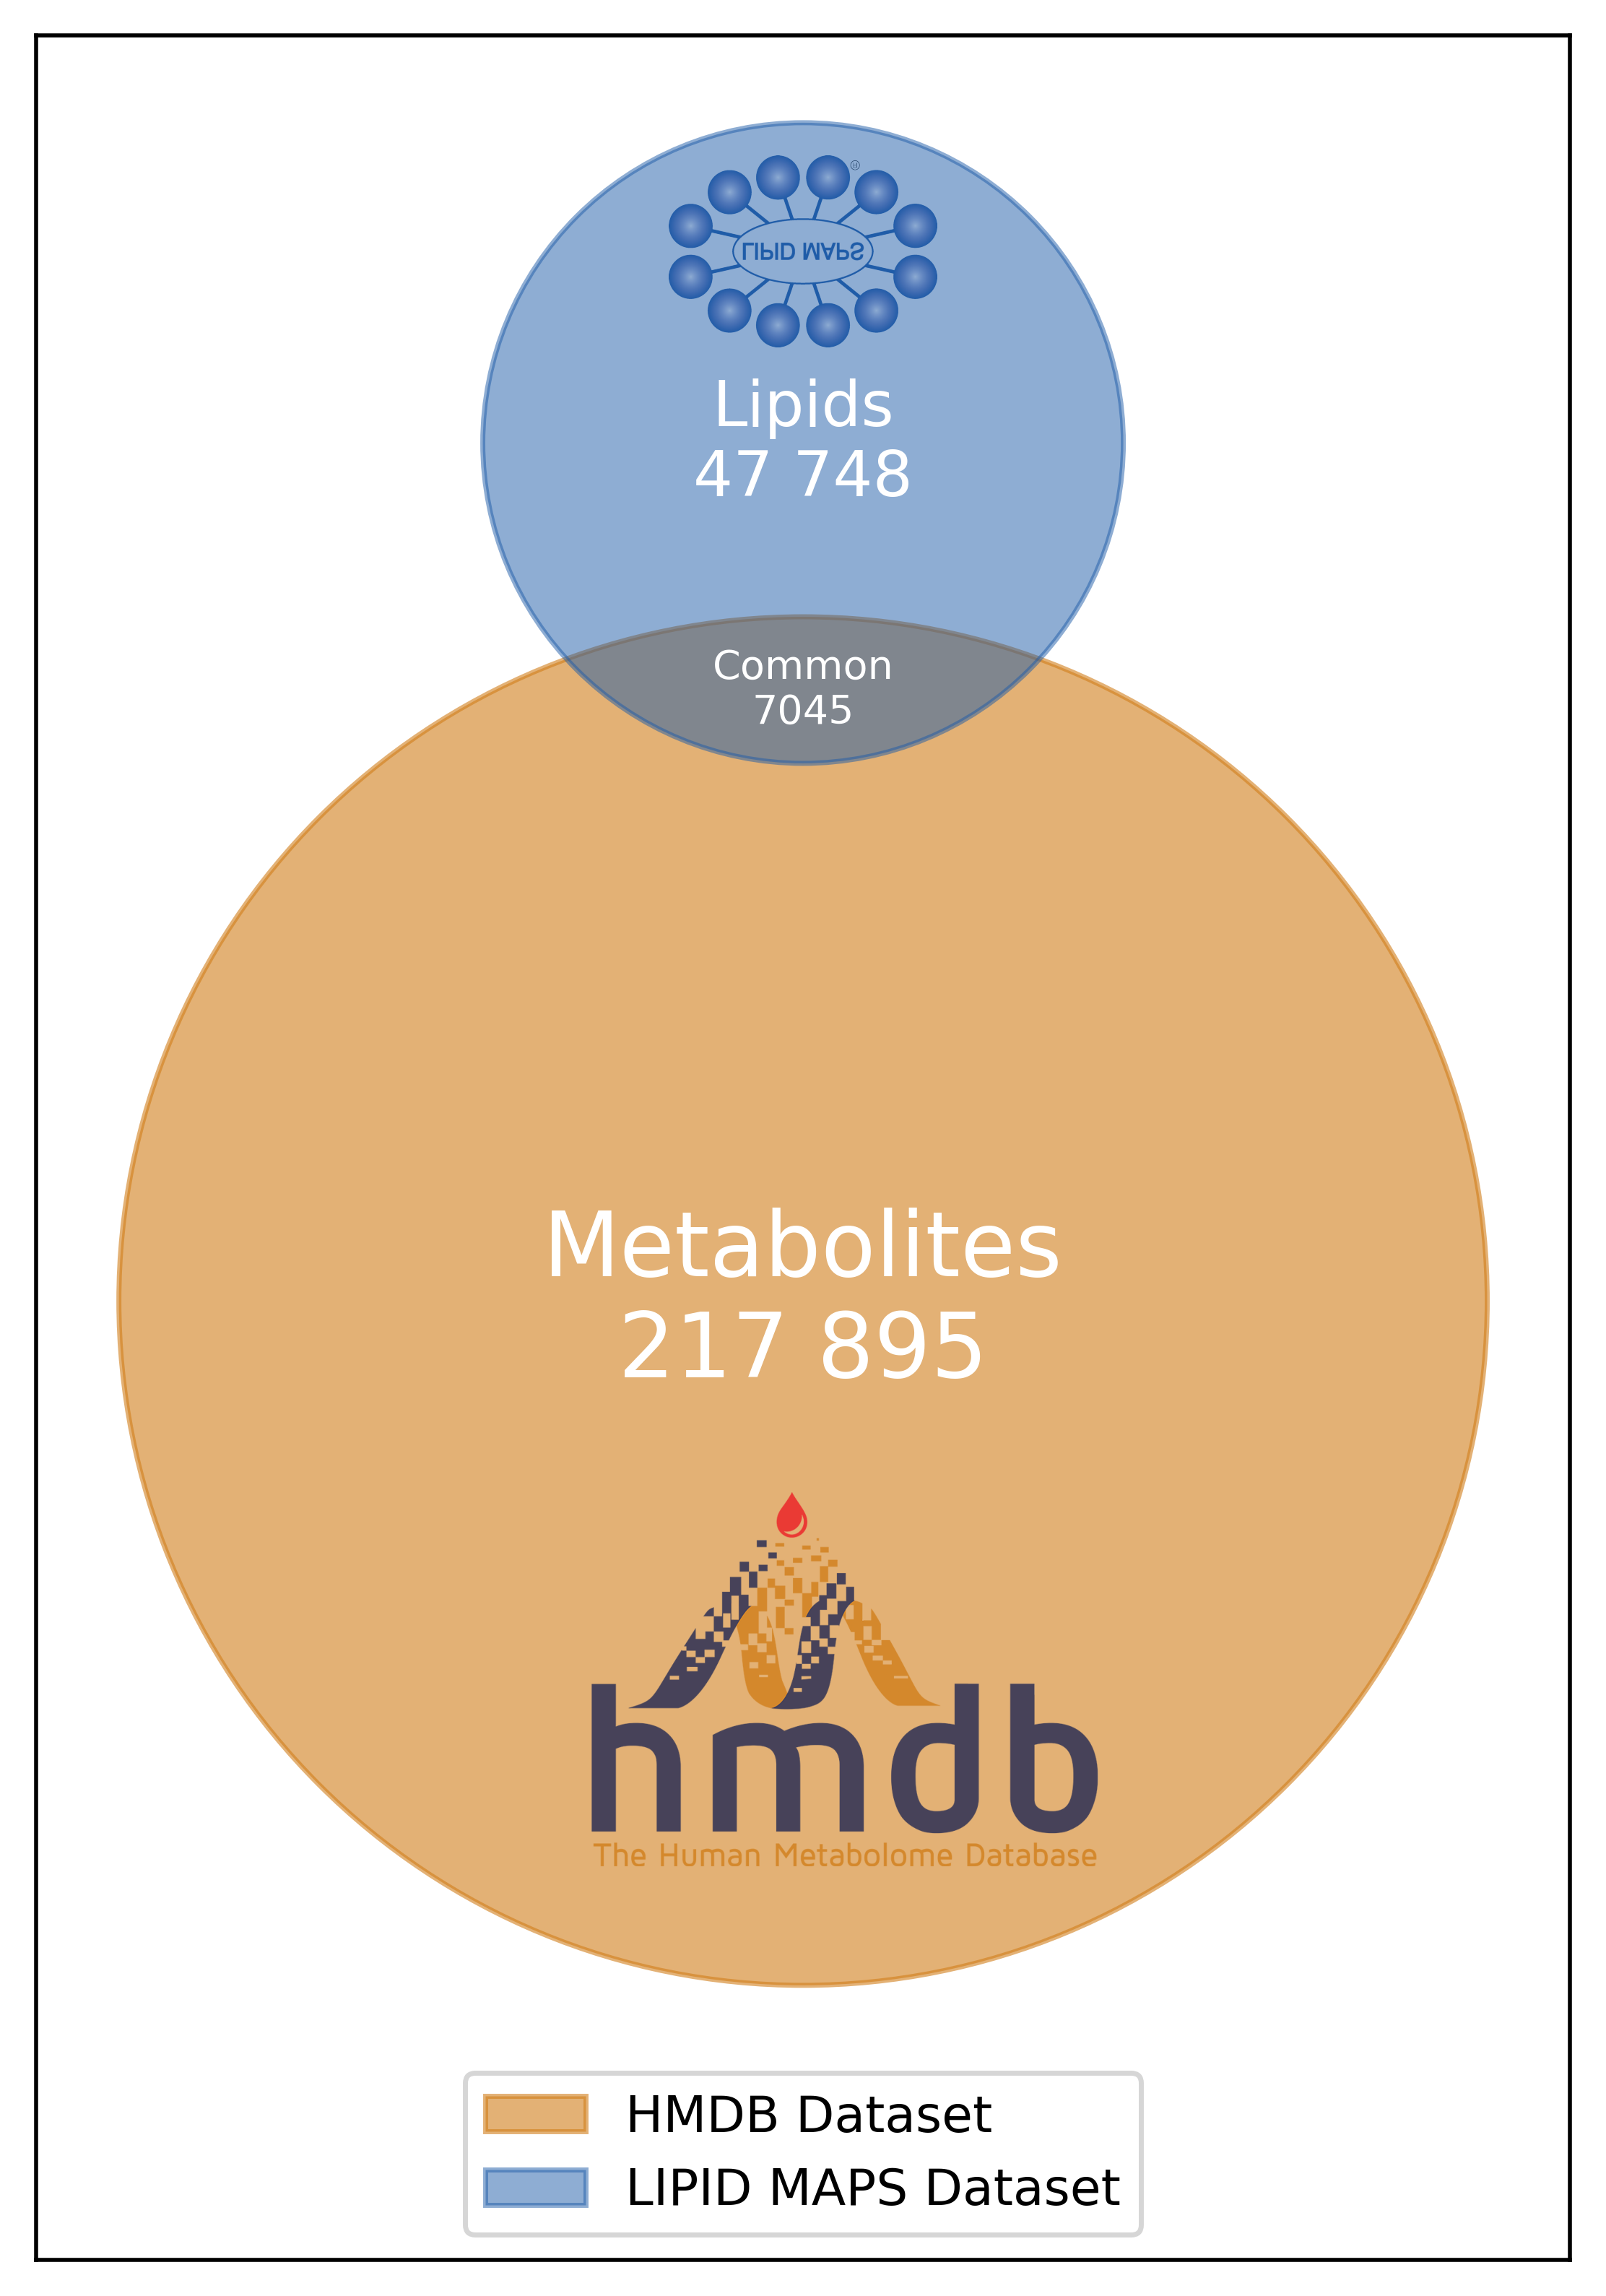 ®
LIPID MAPS
Lipids
47 748
Common
7045
Metabolites
217 895
hmdb
The Human Metabolome Database
HMDB Dataset
LIPID MAPS Dataset